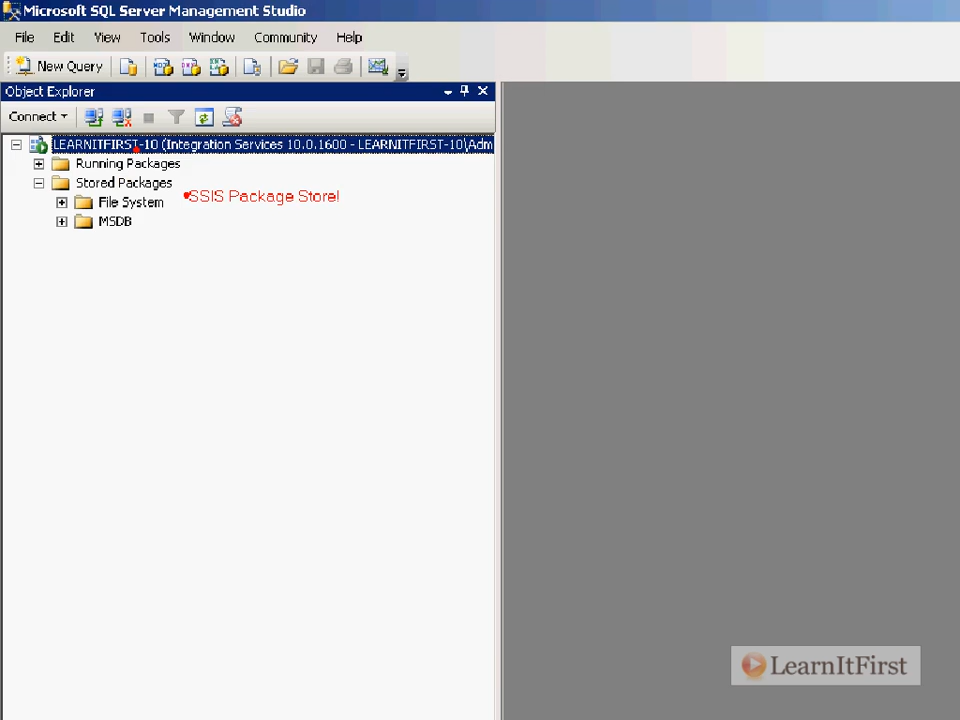 Microsoft SQL Server Management Studio
File Edit View Tools Window Community Help
New Query
Object Explorer
Connect
LEARNITFIRST-10 (Integration Services 10.0.1600 - LEARNITFIRST-10\Adm
Running Packages
Stored Packages
File System
SSIS Package Store!
MSDB
LearnItFirst